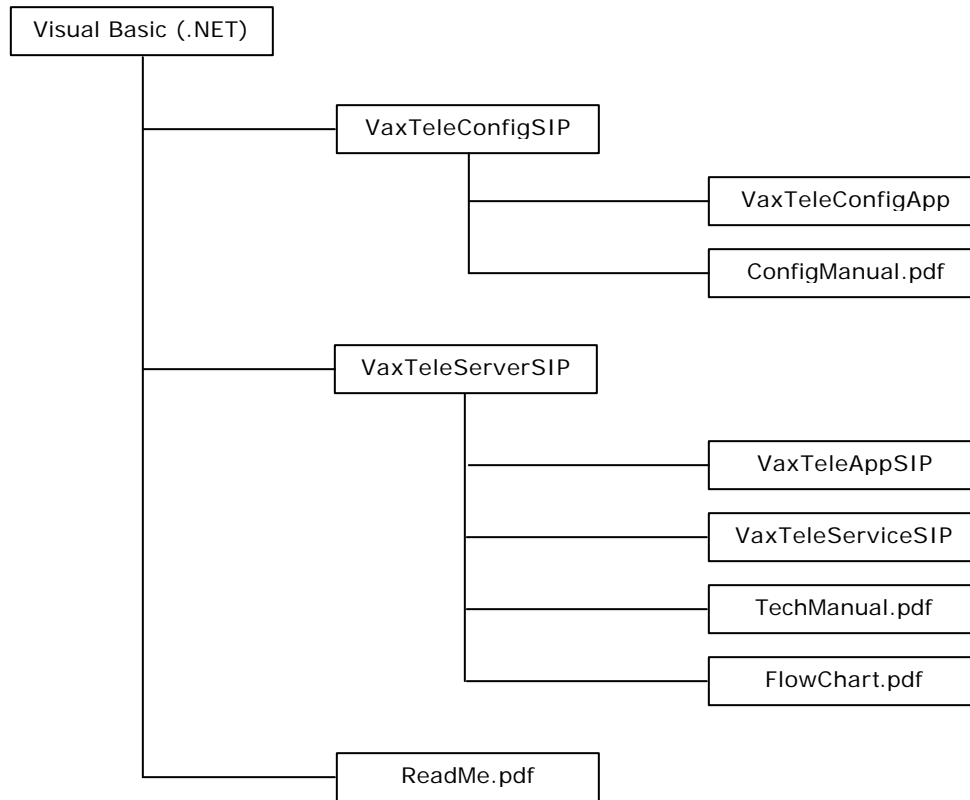 Visual Basic (.NET)
VaxTeleConfigSIP
VaxTeleConfigApp
ConfigManual.pdf
VaxTeleServerSIP
VaxTeleAppSIP
VaxTeleServiceSIP
TechManual.pdf
FlowChart.pdf
ReadMe.pdf